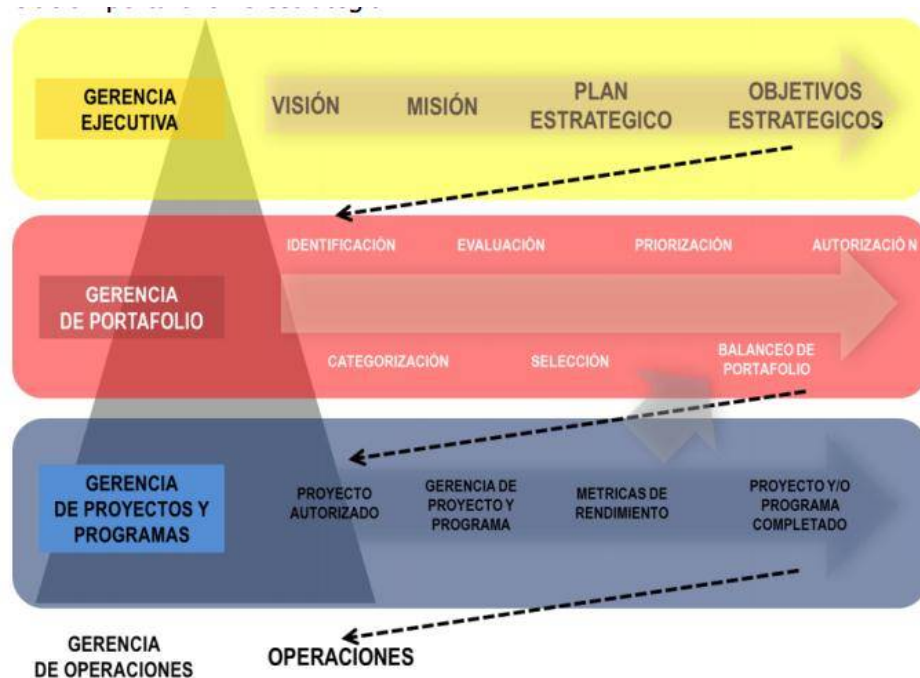 GERENCIA
EJECUTIVA
VISIÓN
MISIÓN
PLAN
ESTRATEGICO
OBJETIVOS
ESTRATEGICOS
IDENTIFICACIÓN
EVALUACIÓN
PRIORIZACIÓN
AUTORIZACIÓ N
GERENCIA
DE PORTAFOLIO
CATEGORIZACIÓN
SELECCIÓN
BALANCEO DE
PORTAFOLIO
GERENCIA
DE PROYECTOS Y
PROGRAMAS
PROYECTO
AUTORIZADO
GERENCIA DE
PROYECTO Y
PROGRAMA
METRICAS DE
RENDIMIENTO
PROYECTO Y/O
PROGRAMA
COMPLETADO
GERENCIA
DE OPERACIONES
OPERACIONES